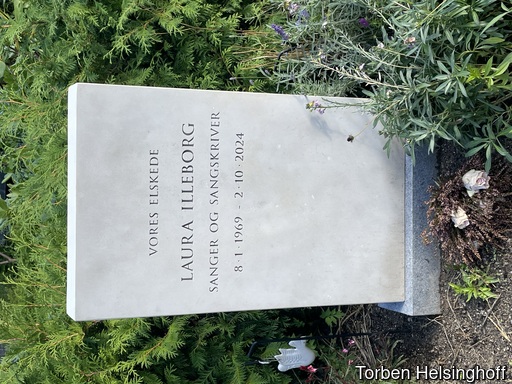 VORES ELSKEDE
LAURA ILLEBORG
SANGER OG SANGSKRIVER
8·1·1969 - 2·10·2024
Torben Helsinghoff.